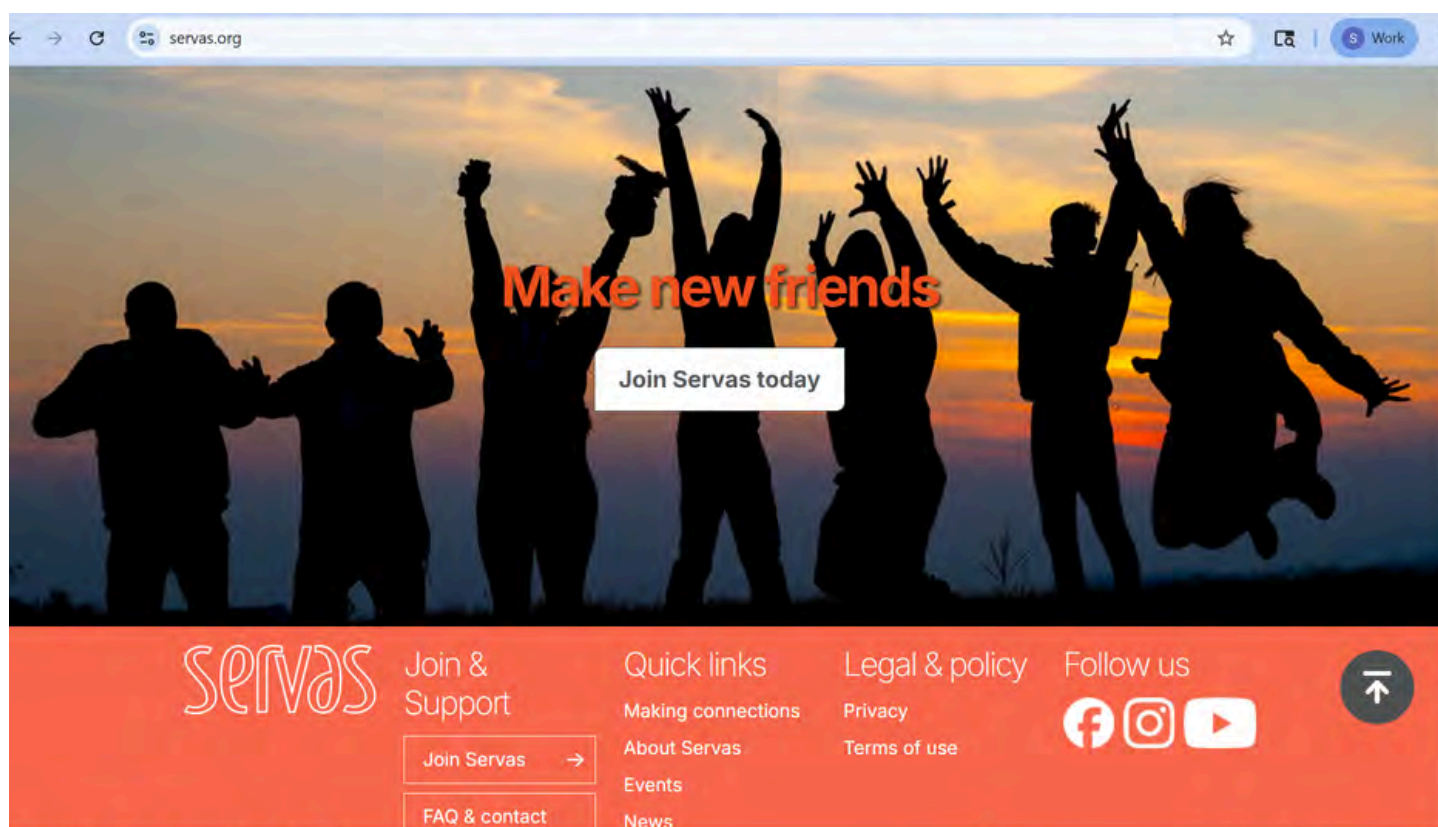 servas.org
S Work
Make new friends
Join Servas today
servas
Join &
Support
Join Servas →
FAQ & contact
Quick links
Making connections
About Servas
Events
News
Legal & policy
Privacy
Terms of use
Follow us